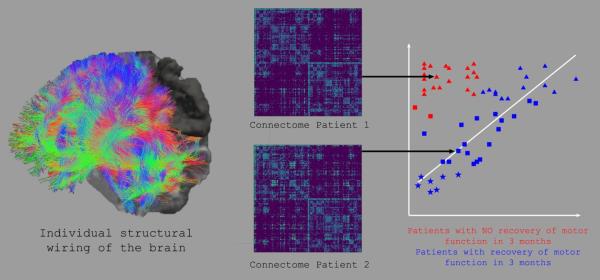 Individual structural
wiring of the brain
Connectome Patient 1
Connectome Patient 2
Patients with NO recovery of motor
function in 3 months
Patients with recovery of motor
function in 3 months